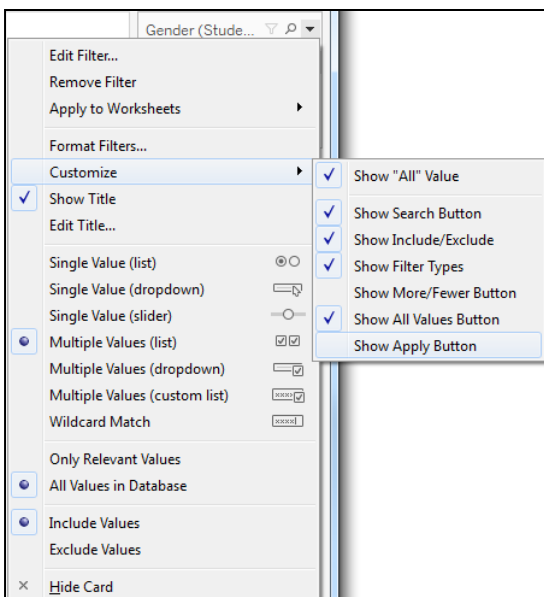 Gender (Stude...
Edit Filter...
Remove Filter
Apply to Worksheets
Format Filters...
Customize
Show Title
Edit Title...
Single Value (list)
Single Value (dropdown)
Single Value (slider)
Multiple Values (list)
Multiple Values (dropdown)
Multiple Values (custom list)
Wildcard Match
Only Relevant Values
All Values in Database
Include Values
Exclude Values
Hide Card
Show "All" Value
Show Search Button
Show Include/Exclude
Show Filter Types
Show More/Fewer Button
Show All Values Button
Show Apply Button